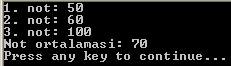 1. not: 50
2. not: 60
3. not: 100
Not ortalamasi: 70
Press any key to continue...